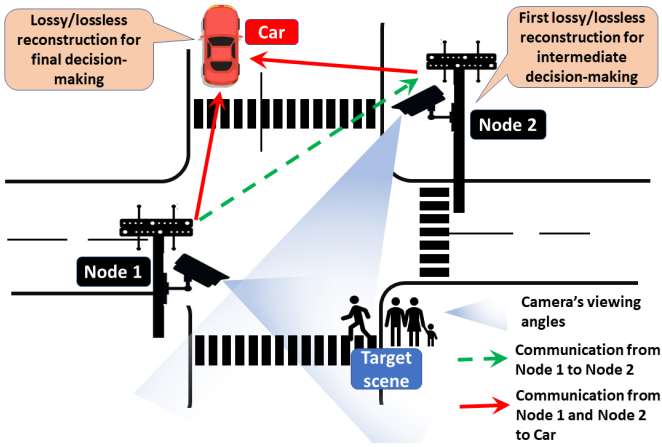 Lossy/lossless
reconstruction for
final decision-
making
Car
First lossy/lossless
reconstruction for
intermediate
decision-making
Node 2
Node 1
Target
scene
Camera's viewing
angles
Communication from
Node 1 to Node 2
Communication from
Node 1 and Node 2
to Car